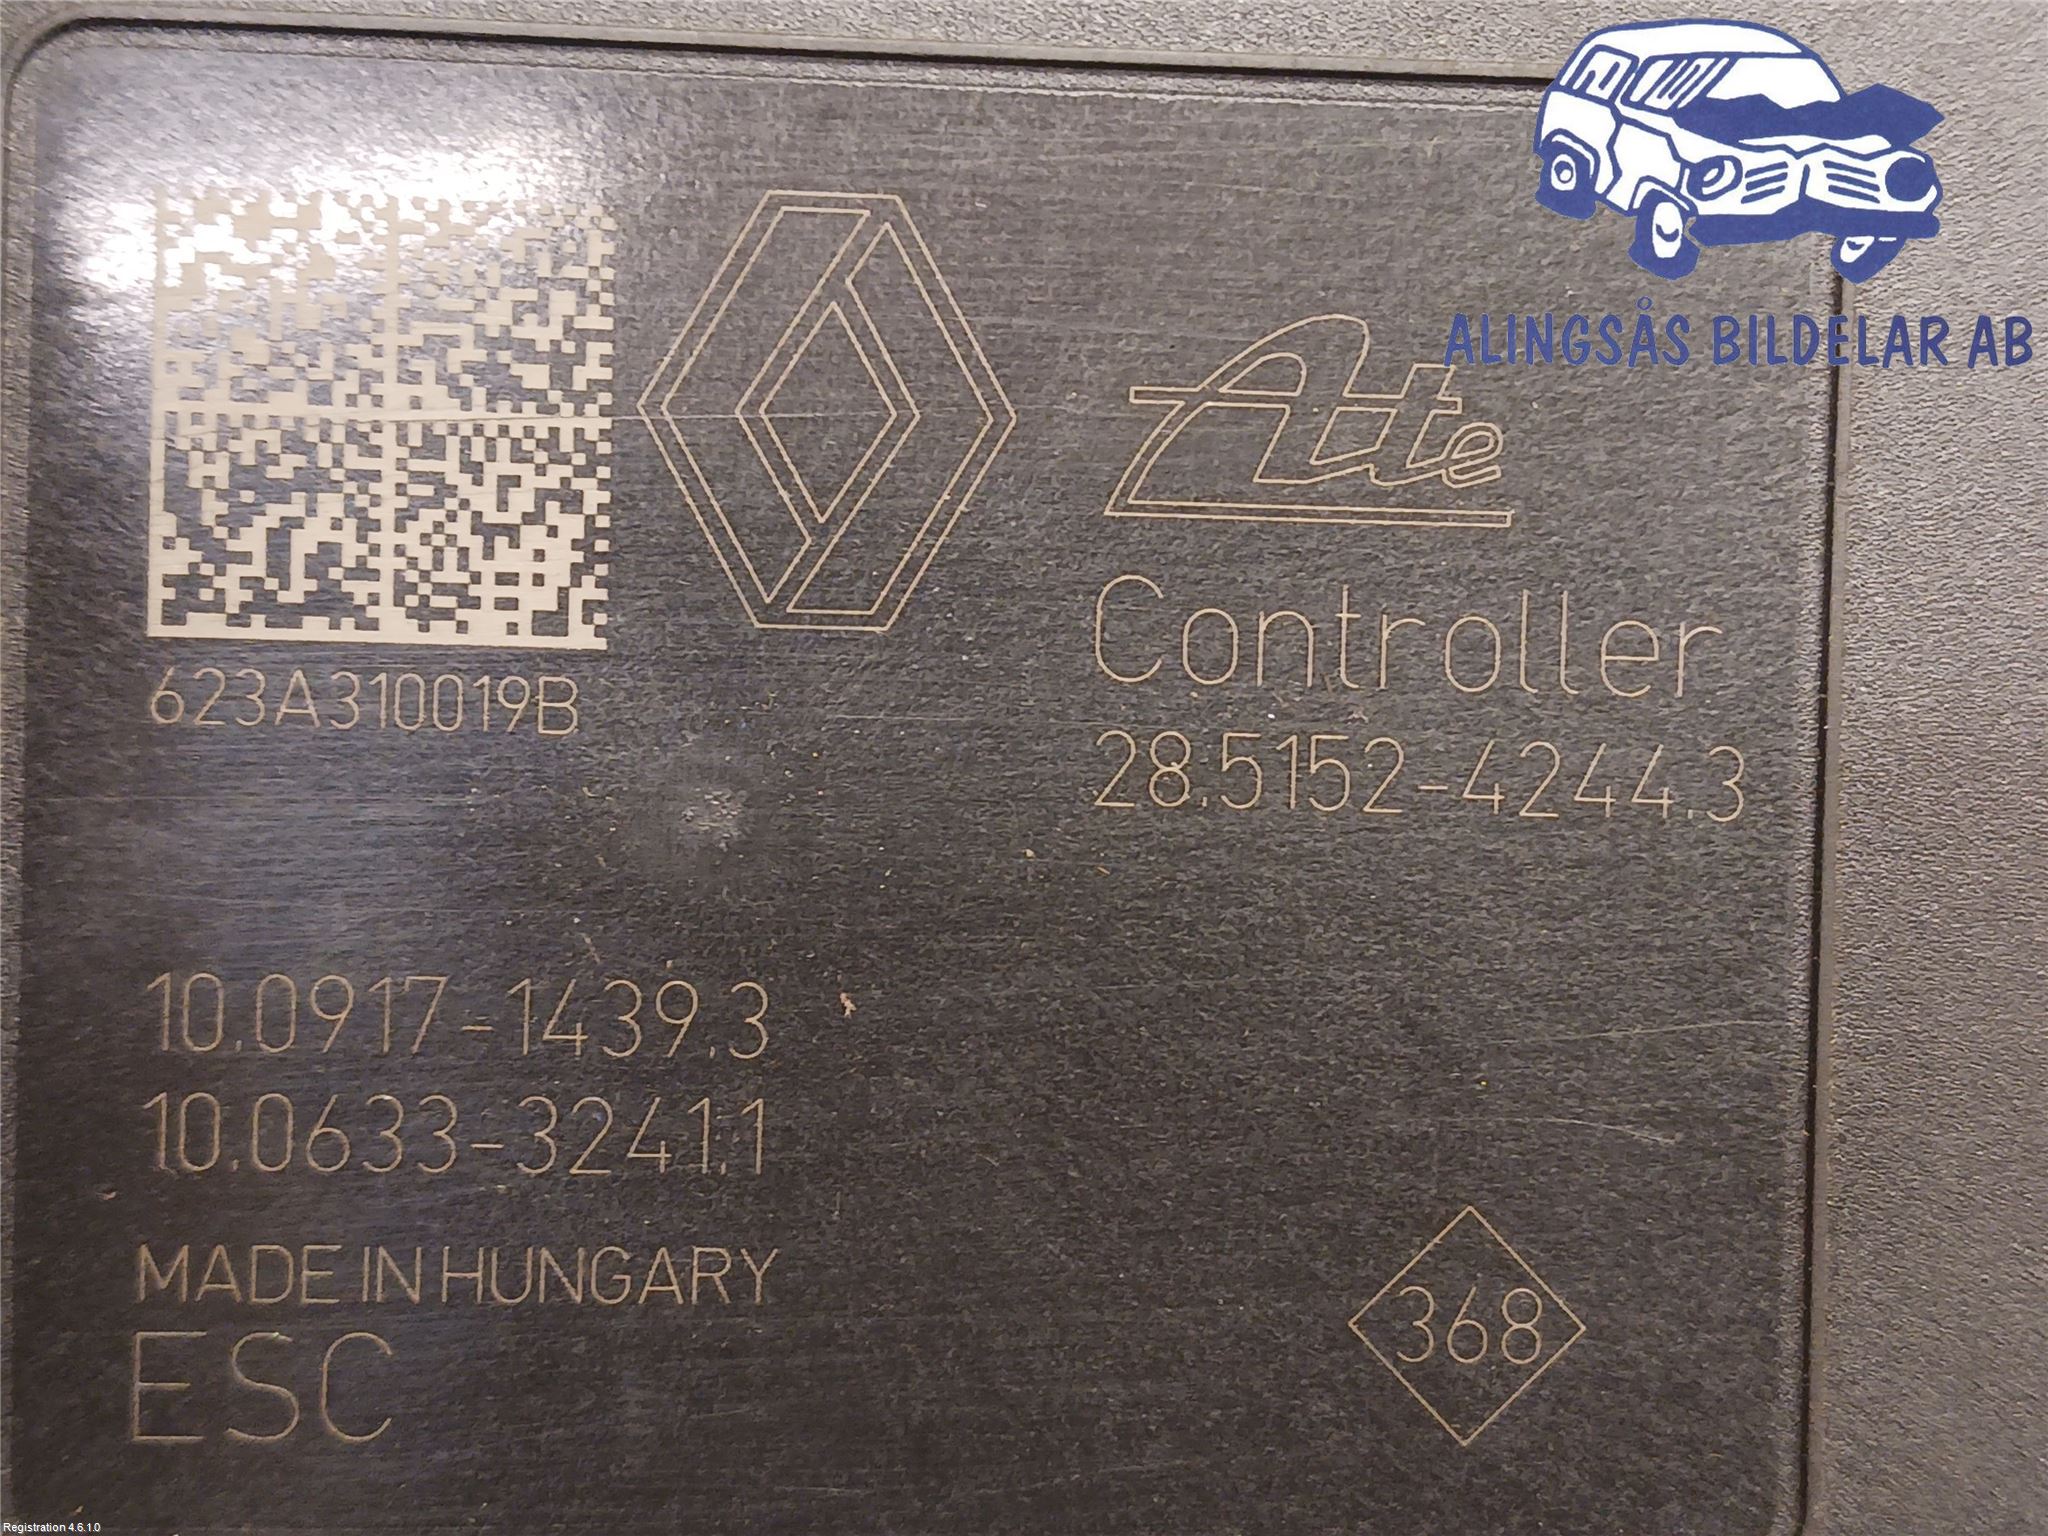 ALINGSÅS BILDELAR AB
Ate
Controller
28.5152-4244.3
623A310019B
10.0917-1439.3
10.0633-3241.1
MADE IN HUNGARY
ESC
368
Registration 4.6.1.0